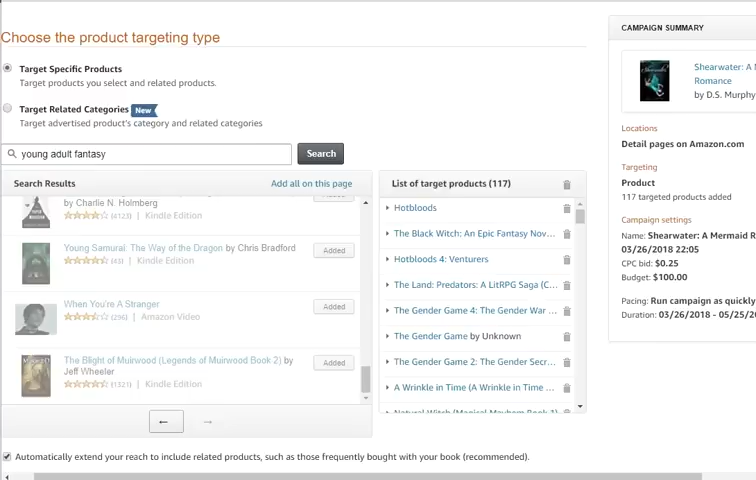 Choose the product targeting type
Target Specific Products
Target products you select and related products.
Target Related Categories New
Target advertised product's category and related categories
young adult fantasy
Search
Search Results
Add all on this page
by Charlie N. Holmberg
(4123) | Kindle Edition
Added
Young Samurai: The Way of the Dragon by Chris Bradford
(43) | Kindle Edition
Added
When You're A Stranger
(296) | Amazon Video
Added
The Blight of Muirwood (Legends of Muirwood Book 2) by
Jeff Wheeler
(1321) | Kindle Edition
Added
List of target products (117)
Hotbloods
The Black Witch: An Epic Fantasy Nov...
Hotbloods 4: Venturers
The Land: Predators: A LitRPG Saga (C...
The Gender Game 4: The Gender War ...
The Gender Game by Unknown
The Gender Game 2: The Gender Secr...
A Wrinkle in Time (A Wrinkle in Time ...
Natural Witch (Magical Mayhem Book 1)
Automatically extend your reach to include related products, such as those frequently bought with your book (recommended).
CAMPAIGN SUMMARY
Shearwater: A M
Romance
by D.S. Murphy
Locations
Detail pages on Amazon.com
Targeting
Product
117 targeted products added
Campaign settings
Name: Shearwater: A Mermaid R
03/26/2018 22:05
CPC bid: $0.25
Budget: $100.00
Pacing: Run campaign as quickly
Duration: 03/26/2018 - 05/25/20